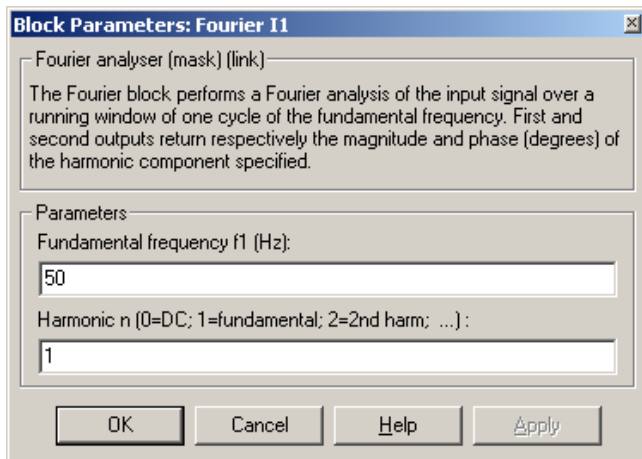 Block Parameters: Fourier I1
Fourier analyser (mask) (link)
The Fourier block performs a Fourier analysis of the input signal over a
running window of one cycle of the fundamental frequency. First and
second outputs return respectively the magnitude and phase (degrees) of
the harmonic component specified.
Parameters
Fundamental frequency f1 (Hz):
50
Harmonic n (0=DC; 1=fundamental; 2=2nd harm; ...) :
1
OK Cancel Help Apply